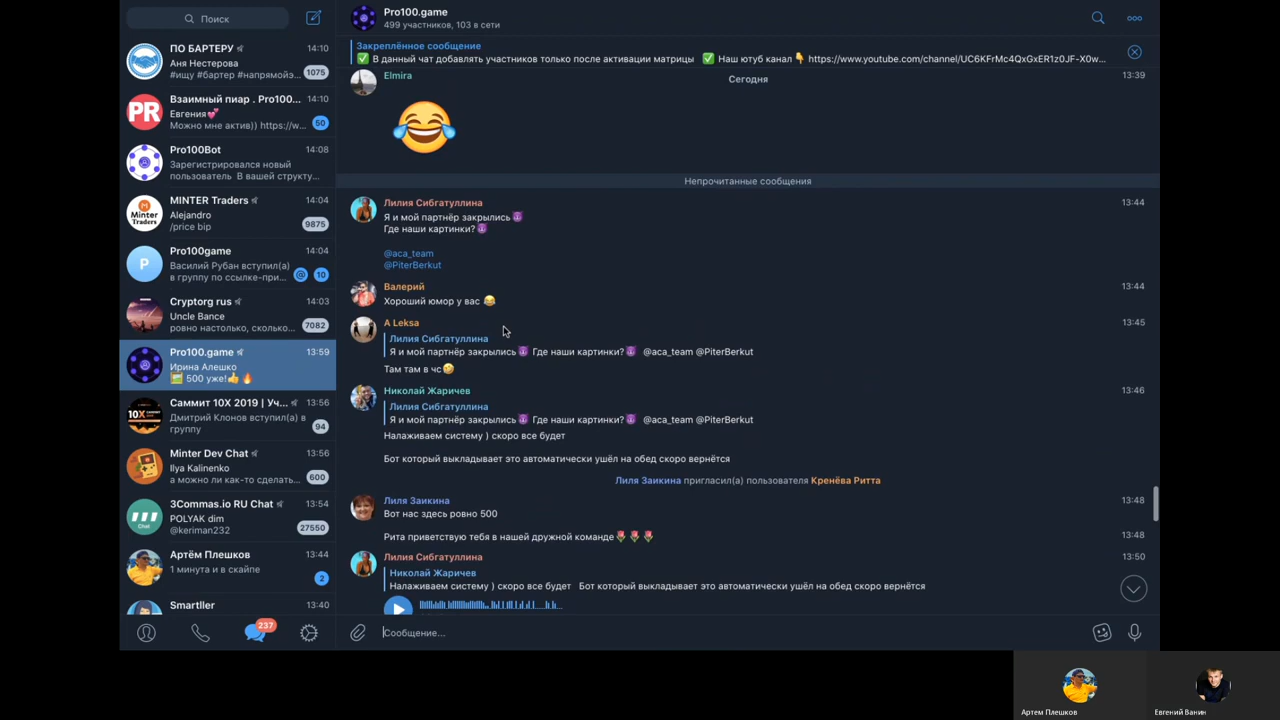 Поиск
ПО БАРТЕРУ
14:10
Аня Нестерова
#ищу #бартер #напрямойэ...
1075
Взаимный пиар . Pro100...
14:10
Евгения💕
Можно мне актив)) https://w...
50
Pro100Bot
14:08
Зарегистрировался новый
пользователь В вашей структу...
MINTER Traders
14:04
Alejandro
/price bip
9875
Minter
Traders
Pro100game
14:04
Василий Рубан вступил(а)
в группу по ссылке-при...
@ 10
P
Cryptorg rus
14:03
Uncle Bance
ровно настолько, сколько...
7082
Pro100.game
13:59
Ирина Алешко
🖼 500 уже!👍🔥
Саммит 10X 2019 | Уч...
13:56
Дмитрий Клонов вступил(а) в
группу
94
Minter Dev Chat
13:56
Ilya Kalinenko
а можно ли как-то сделать...
600
3Commas.io RU Chat
13:54
POLYAK dim
@keriman232
27550
Артём Плешков
13:44
1 минута и в скайпе
2
Smartller
13:40
237
Pro100.game
499 участников, 103 в сети
Закреплённое сообщение
✅ В данный чат добавлять участников только после активации матрицы ✅ Наш ютуб канал 👇 https://www.youtube.com/channel/UC6KFrMc4QxGxER1z0JF-X0w...
Elmira
Сегодня
13:39
😂
Непрочитанные сообщения
Лилия Сибгатуллина
13:44
Я и мой партнёр закрылись😈
Где наши картинки?😈
@aca_team
@PiterBerkut
Валерий
13:44
Хороший юмор у вас 😂
A Leksa
13:45
Лилия Сибгатуллина
Я и мой партнёр закрылись😈 Где наши картинки?😈 @aca_team @PiterBerkut
Там там в чс🤣
Николай Жаричев
13:46
Лилия Сибгатуллина
Я и мой партнёр закрылись😈 Где наши картинки?😈 @aca_team @PiterBerkut
Налаживаем систему ) скоро все будет
Бот который выкладывает это автоматически ушёл на обед скоро вернётся
Лиля Заикина пригласил(а) пользователя Кренёва Ритта
Лиля Заикина
13:48
Вот нас здесь ровно 500
Рита приветствую тебя в нашей дружной команде🌷🌷🌷
13:48
Лилия Сибгатуллина
13:50
Николай Жаричев
Налаживаем систему ) скоро все будет Бот который выкладывает это автоматически ушёл на обед скоро вернётся
Сообщение...
Артем Плешков
Евгений Ванин